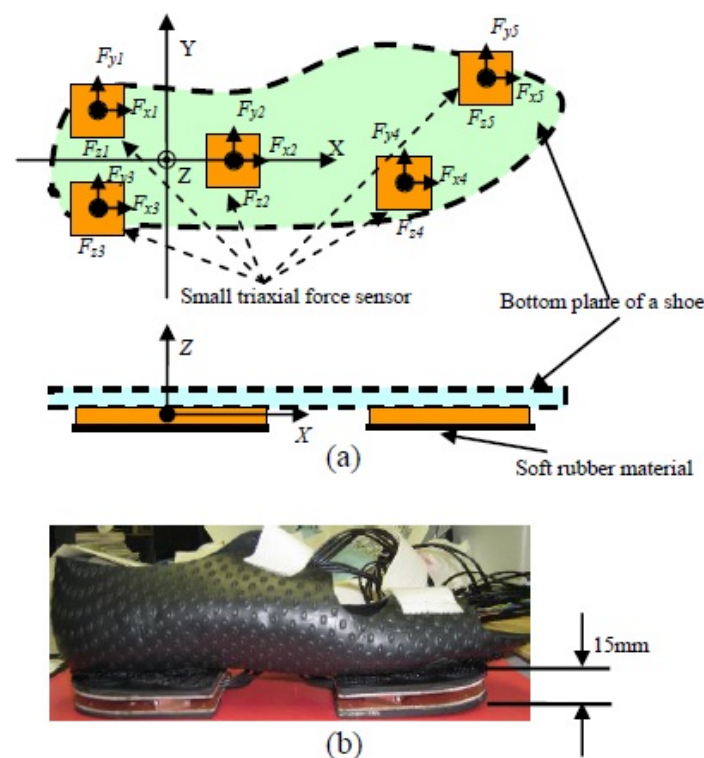 Y
Fy1
Fy5
Fx1
Fy2
Fx5
Fz1
Fz5
Fy4
X
Fx2
Z
Fy3
Fx4
Fx3
Fz2
Fz4
Fz3
Small triaxial force sensor
Bottom plane of a shoe
Z
X
(a)
Soft rubber material
15mm
(b)